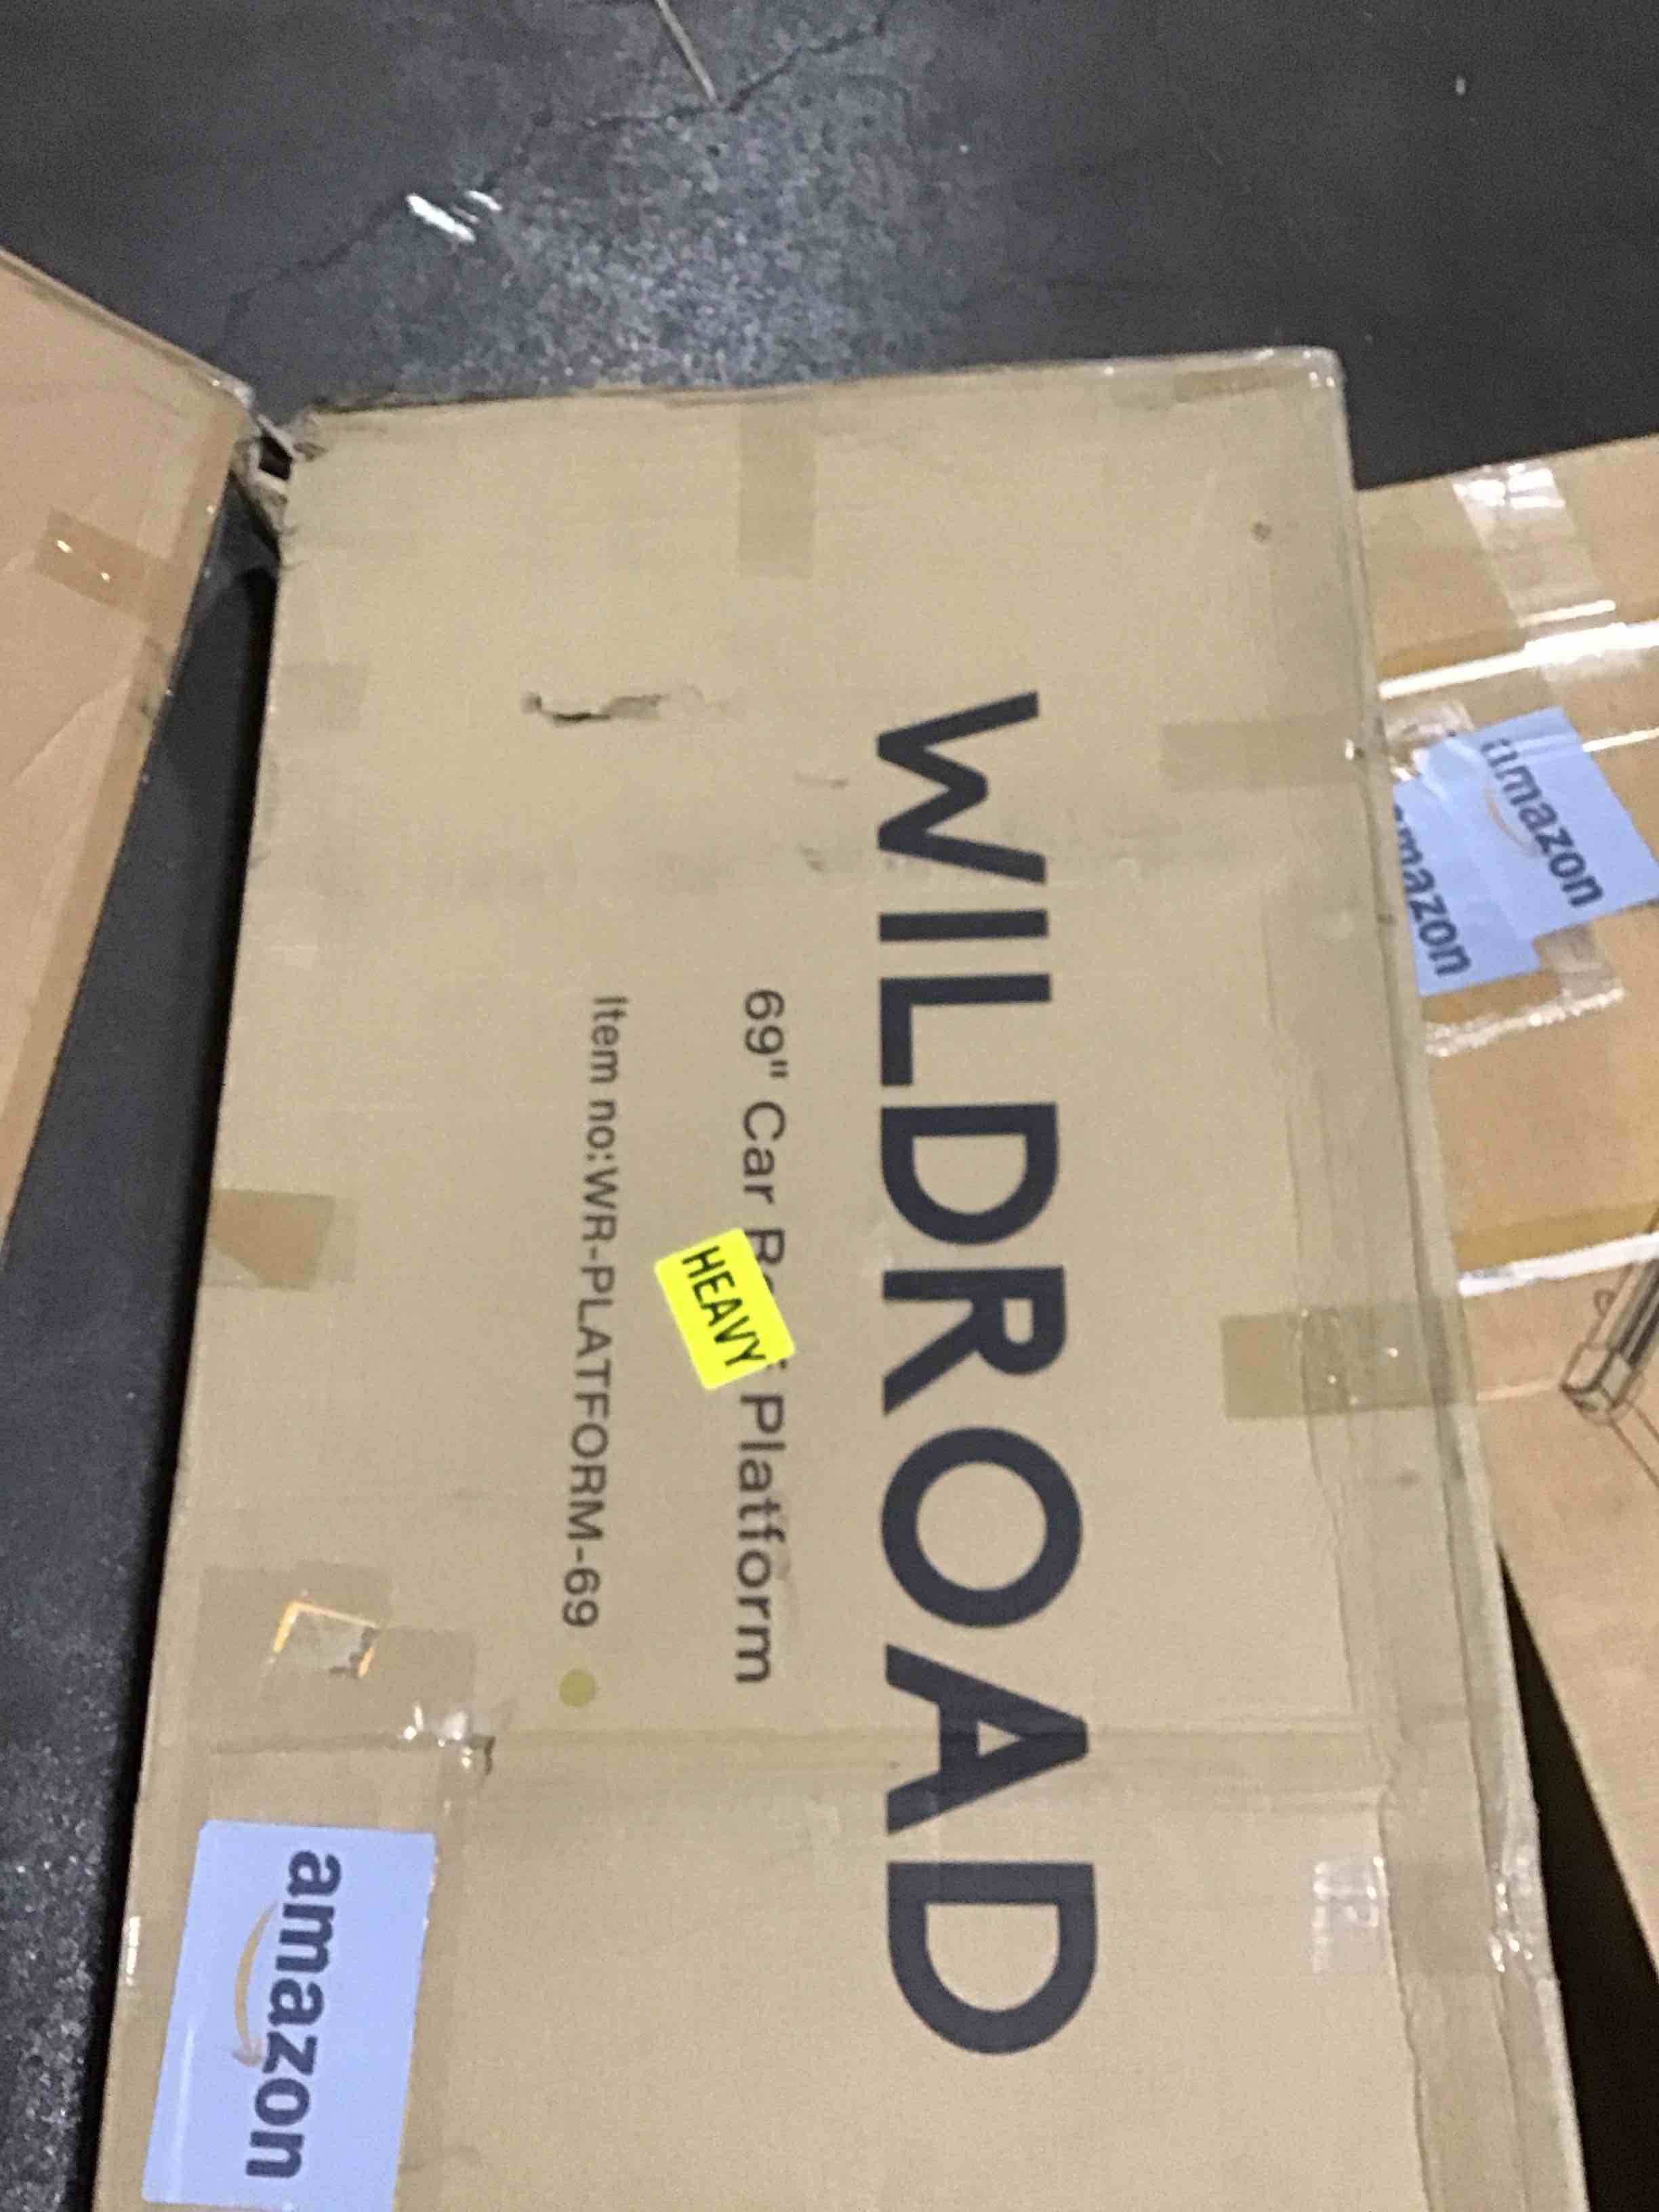 WILDROAD
69" Car Platform
HEAVY
Item no:WR-PLATFORM-69
amazon
amazon
amazon